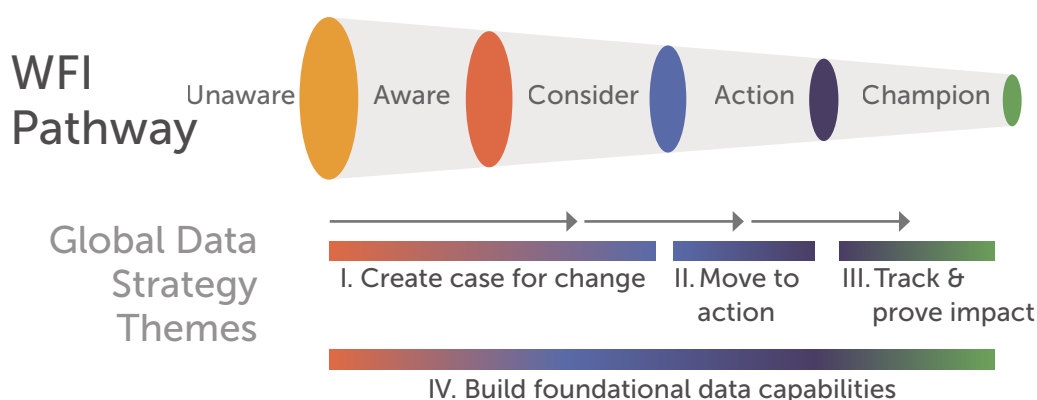 WFI
Pathway
Unaware
Aware
Consider
Action
Champion
Global Data
Strategy
Themes
I. Create case for change
II. Move to
action
III. Track &
prove impact
IV. Build foundational data capabilities